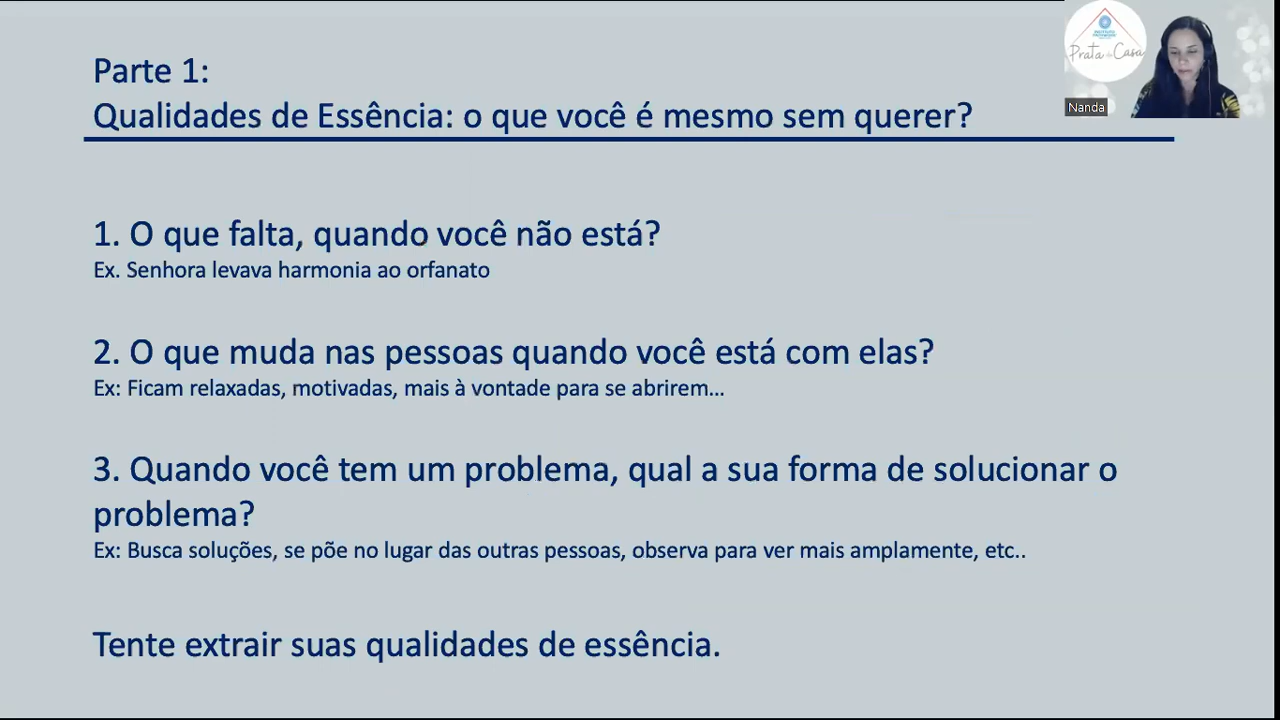 Parte 1:
Qualidades de Essência: o que você é mesmo sem querer?
Prata da Casa
Nanda
1. O que falta, quando você não está?
Ex. Senhora levava harmonia ao orfanato
2. O que muda nas pessoas quando você está com elas?
Ex: Ficam relaxadas, motivadas, mais à vontade para se abrirem...
3. Quando você tem um problema, qual a sua forma de solucionar o
problema?
Ex: Busca soluções, se põe no lugar das outras pessoas, observa para ver mais amplamente, etc..
Tente extrair suas qualidades de essência.